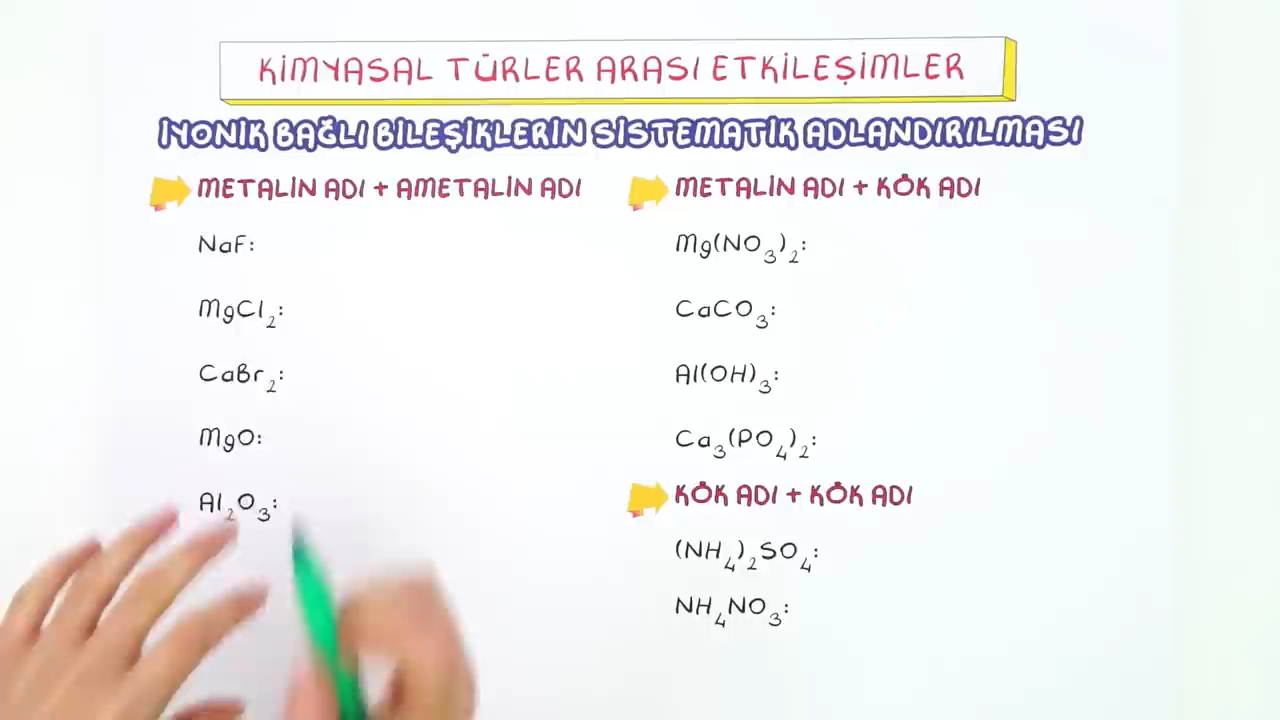 KİMYASAL TÜRLER ARASI ETKİLEŞİMLER
İYONİK BAĞLI BİLEŞİKLERİN SİSTEMATİK ADLANDIRILMASI
METALİN ADI + AMETALİN ADI
NaF:
MgCl₂:
CaBr₂:
MgO:
Al₂O₃:
METALİN ADI + KÖK ADI
Mg(NO₃)₂:
CaCO₃:
Al(OH)₃:
Ca₃(PO₄)₂:
KÖK ADI + KÖK ADI
(NH₄)₂SO₄:
NH₄NO₃: